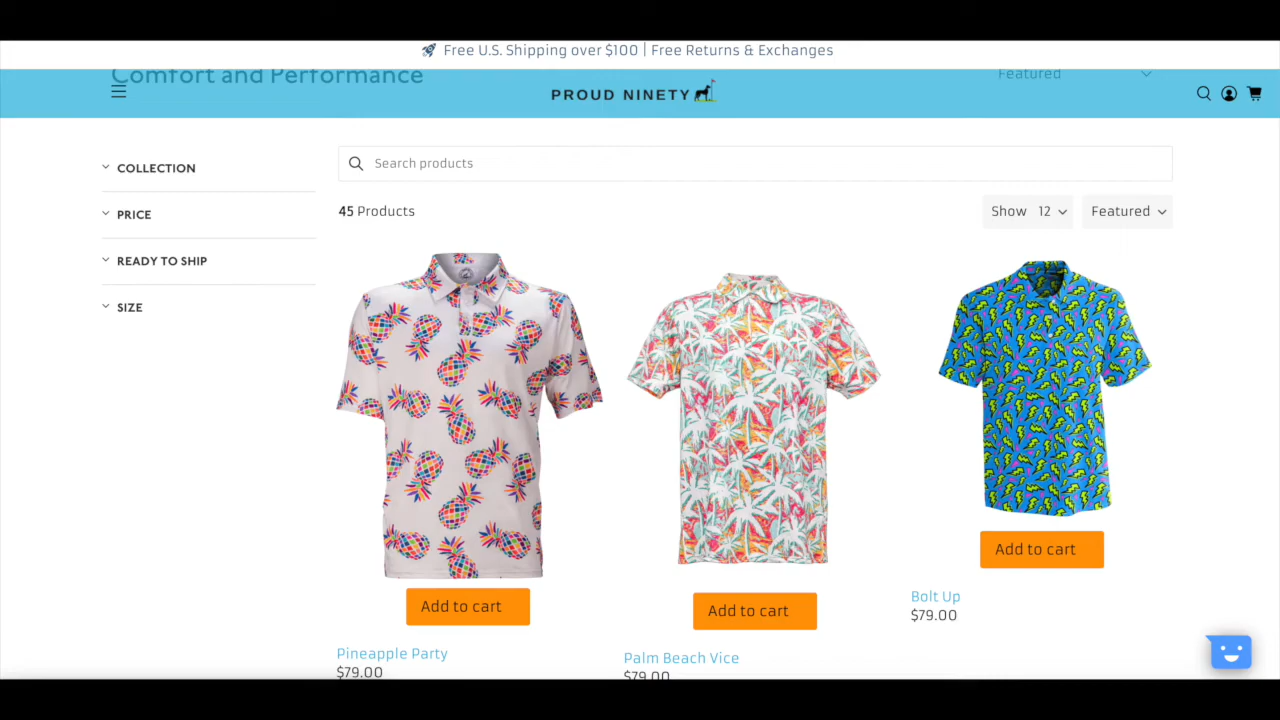 Free U.S. Shipping over $100 | Free Returns & Exchanges
Comfort and Performance
Featured
PROUD NINETY
COLLECTION
PRICE
READY TO SHIP
SIZE
Search products
45 Products
Show 12
Featured
Add to cart
Add to cart
Add to cart
Pineapple Party
$79.00
Palm Beach Vice
$79.00
Bolt Up
$79.00